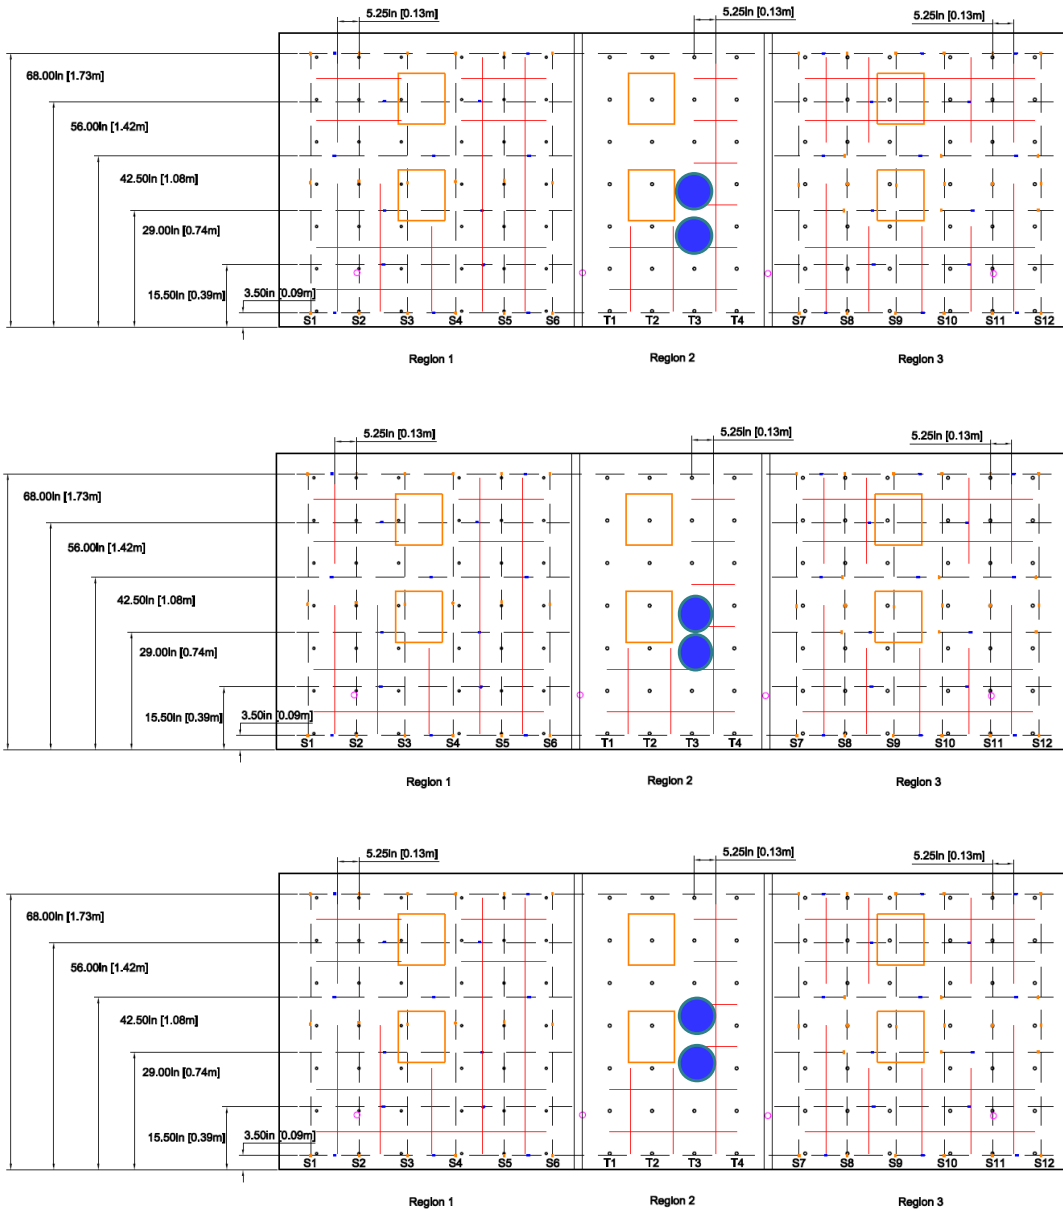 5.25in [0.13m] 5.25in [0.13m] 5.25in [0.13m]
68.00in [1.73m]
56.00in [1.42m]
42.50in [1.08m]
29.00in [0.74m]
15.50in [0.39m] 3.50in [0.09m]
S1 S2 S3 S4 S5 S6 T1 T2 T3 T4 S7 S8 S9 S10 S11 S12
Region 1 Region 2 Region 3
5.25in [0.13m] 5.25in [0.13m] 5.25in [0.13m]
68.00in [1.73m]
56.00in [1.42m]
42.50in [1.08m]
29.00in [0.74m]
15.50in [0.39m] 3.50in [0.09m]
S1 S2 S3 S4 S5 S6 T1 T2 T3 T4 S7 S8 S9 S10 S11 S12
Region 1 Region 2 Region 3
5.25in [0.13m] 5.25in [0.13m] 5.25in [0.13m]
68.00in [1.73m]
56.00in [1.42m]
42.50in [1.08m]
29.00in [0.74m]
15.50in [0.39m] 3.50in [0.09m]
S1 S2 S3 S4 S5 S6 T1 T2 T3 T4 S7 S8 S9 S10 S11 S12
Region 1 Region 2 Region 3